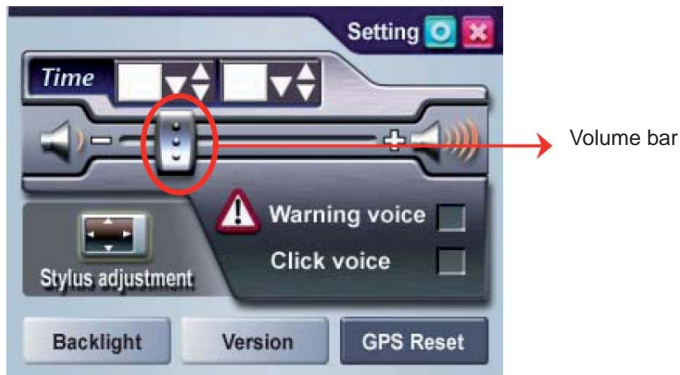 Setting
Time
Volume bar
Warning voice
Click voice
Stylus adjustment
Backlight Version GPS Reset